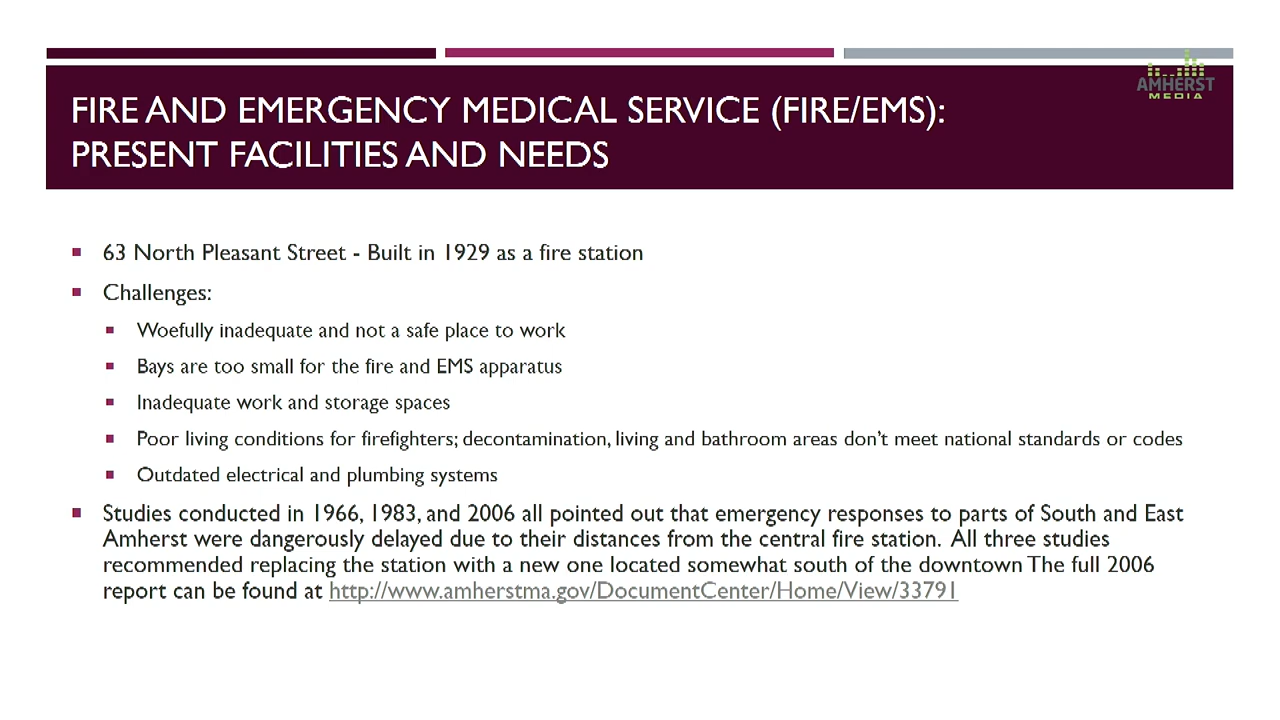 AMHERST
MEDIA
FIRE AND EMERGENCY MEDICAL SERVICE (FIRE/EMS):
PRESENT FACILITIES AND NEEDS
63 North Pleasant Street - Built in 1929 as a fire station
Challenges:
Woefully inadequate and not a safe place to work
Bays are too small for the fire and EMS apparatus
Inadequate work and storage spaces
Poor living conditions for firefighters; decontamination, living and bathroom areas don't meet national standards or codes
Outdated electrical and plumbing systems
Studies conducted in 1966, 1983, and 2006 all pointed out that emergency responses to parts of South and East
Amherst were dangerously delayed due to their distances from the central fire station. All three studies
recommended replacing the station with a new one located somewhat south of the downtown The full 2006
report can be found at http://www.amherstma.gov/DocumentCenter/Home/View/33791